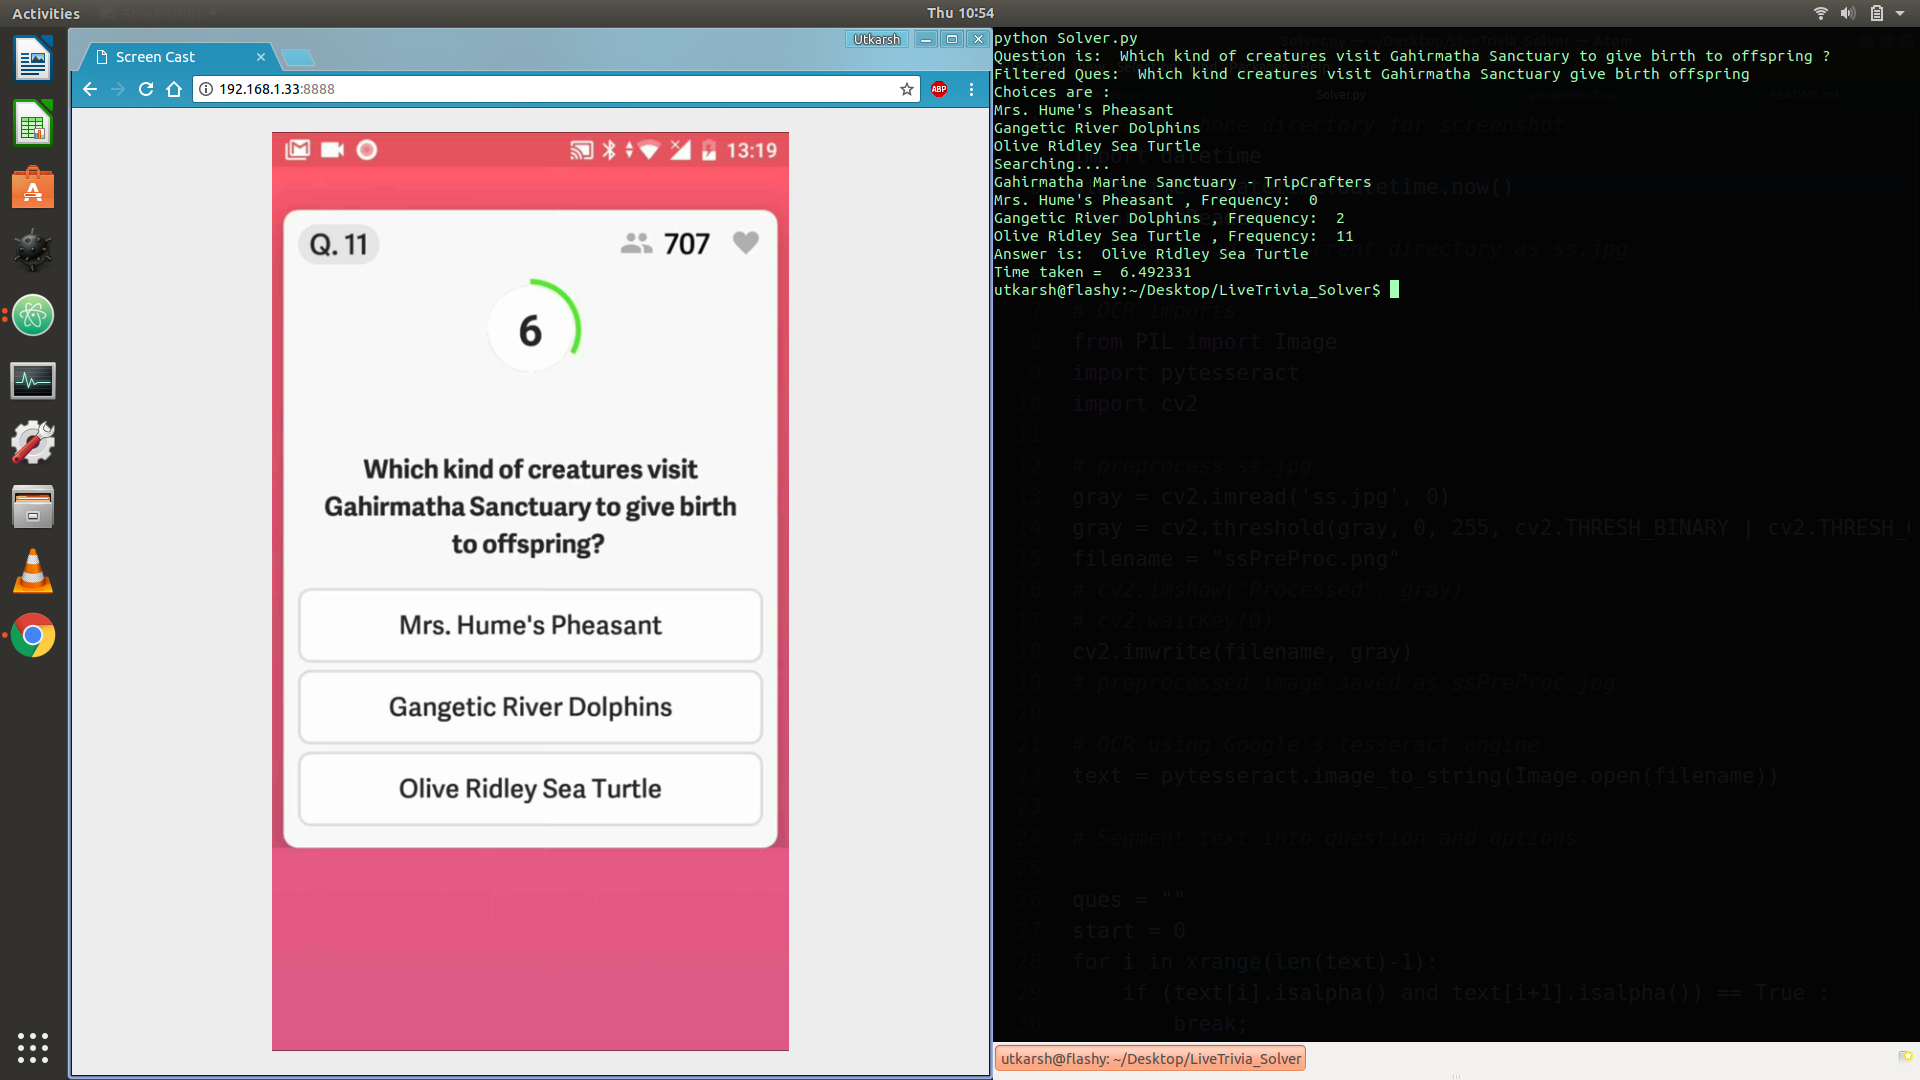 Activities
Thu 10:54
Utkarsh
Screen Cast
192.168.1.33:8888
13:19
Q. 11
707
6
Which kind of creatures visit
Gahirmatha Sanctuary to give birth
to offspring?
Mrs. Hume's Pheasant
Gangetic River Dolphins
Olive Ridley Sea Turtle
python Solver.py
Question is:  Which kind of creatures visit Gahirmatha Sanctuary to give birth to offspring ?
Filtered Ques:  Which kind creatures visit Gahirmatha Sanctuary give birth offspring
Choices are :
Mrs. Hume's Pheasant
Gangetic River Dolphins
Olive Ridley Sea Turtle
Searching....
Gahirmatha Marine Sanctuary - TripCrafters
Mrs. Hume's Pheasant , Frequency:  0
Gangetic River Dolphins , Frequency:  2
Olive Ridley Sea Turtle , Frequency:  11
Answer is:  Olive Ridley Sea Turtle
Time taken =  6.492331
utkarsh@flashy:~/Desktop/LiveTrivia_Solver$
7 # OCR imports
8 from PIL import Image
9 import pytesseract
10 import cv2
11
12 # preprocess ss.jpg
13 gray = cv2.imread('ss.jpg', 0)
14 gray = cv2.threshold(gray, 0, 255, cv2.THRESH_BINARY | cv2.THRESH_
15 filename = "ssPreProc.png"
16 # cv2.imshow("Processed", gray)
17 # cv2.waitKey(0)
18 cv2.imwrite(filename, gray)
19 # preprocessed image saved as ssPreProc.jpg
20
21 # OCR using Google's tesseract engine
22 text = pytesseract.image_to_string(Image.open(filename))
23
24 # Segment text into question and options
25
26 ques = ""
27 start = 0
28 for i in xrange(len(text)-1):
29 if (text[i].isalpha() and text[i+1].isalpha()) == True :
30 break;
utkarsh@flashy: ~/Desktop/LiveTrivia_Solver